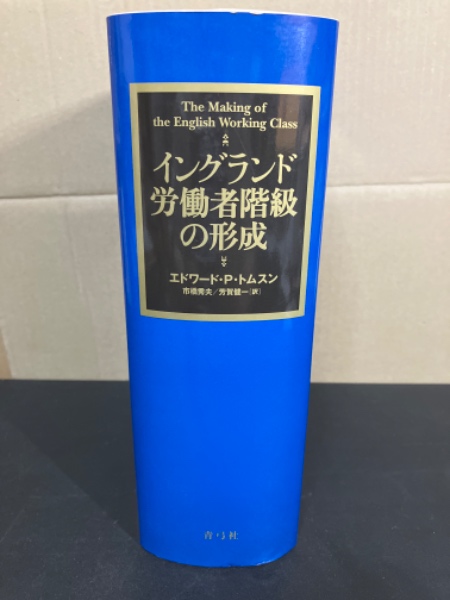 The Making of
the English Working Class
イングランド
労働者階級
の形成
エドワード・P・トムスン
市橋秀夫／芳賀健一[訳]
青弓社